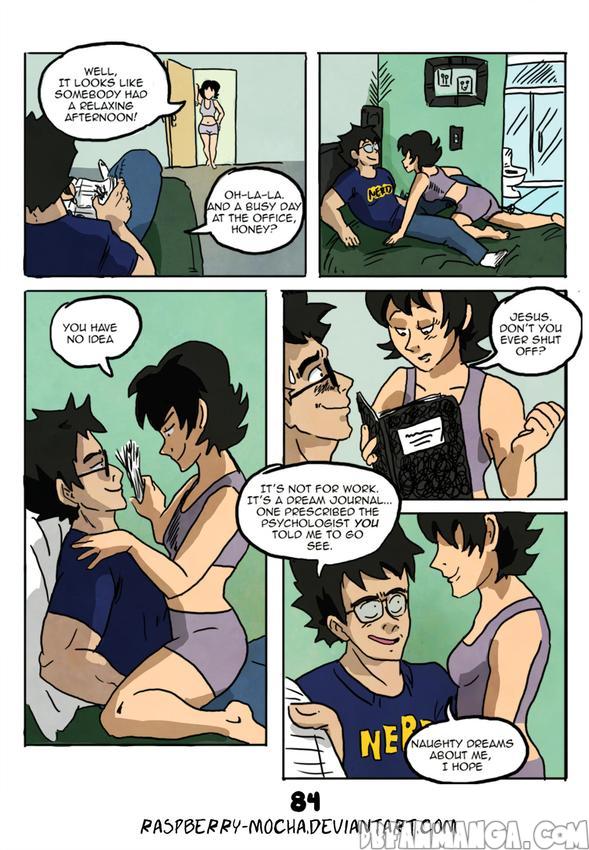 WELL,
IT LOOKS LIKE
SOMEBODY HAD
A RELAXING
AFTERNOON!
OH-LA-LA.
AND A BUSY DAY
AT THE OFFICE,
HONEY?
NERD
YOU HAVE
NO IDEA
JESUS.
DON'T YOU
EVER SHUT
OFF?
IT'S NOT FOR WORK.
IT'S A DREAM JOURNAL...
ONE PRESCRIBED THE
PSYCHOLOGIST YOU
TOLD ME TO GO
SEE.
NERD
NAUGHTY DREAMS
ABOUT ME,
I HOPE
84
RASPBERRY-MOCHA.DEVIANTART.COM
DBFANMANGA.COM